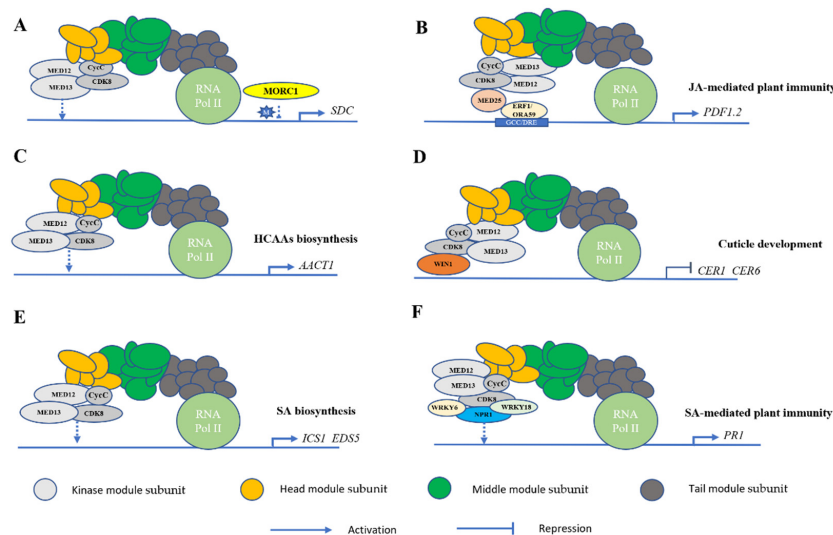 A
MED12
CycC
MED13
CDK8
RNA
Pol II
MORC1
SDC
B
CycC
MED13
CDK8
MED12
MED25
ERF1/
ORA59
GCC/DRE
RNA
Pol II
JA-mediated plant immunity
PDF1.2
C
MED12
CycC
MED13
CDK8
RNA
Pol II
HCAAs biosynthesis
AACT1
D
CycC
MED12
CDK8
MED13
WIN1
RNA
Pol II
Cuticle development
CER1 CER6
E
MED12
CycC
MED13
CDK8
RNA
Pol II
SA biosynthesis
ICS1 EDS5
F
MED12
MED13
CycC
CDK8
WRKY6
WRKY18
NPR1
RNA
Pol II
SA-mediated plant immunity
PR1
Kinase module subunit
Head module subunit
Middle module subunit
Tail module subunit
Activation
Repression